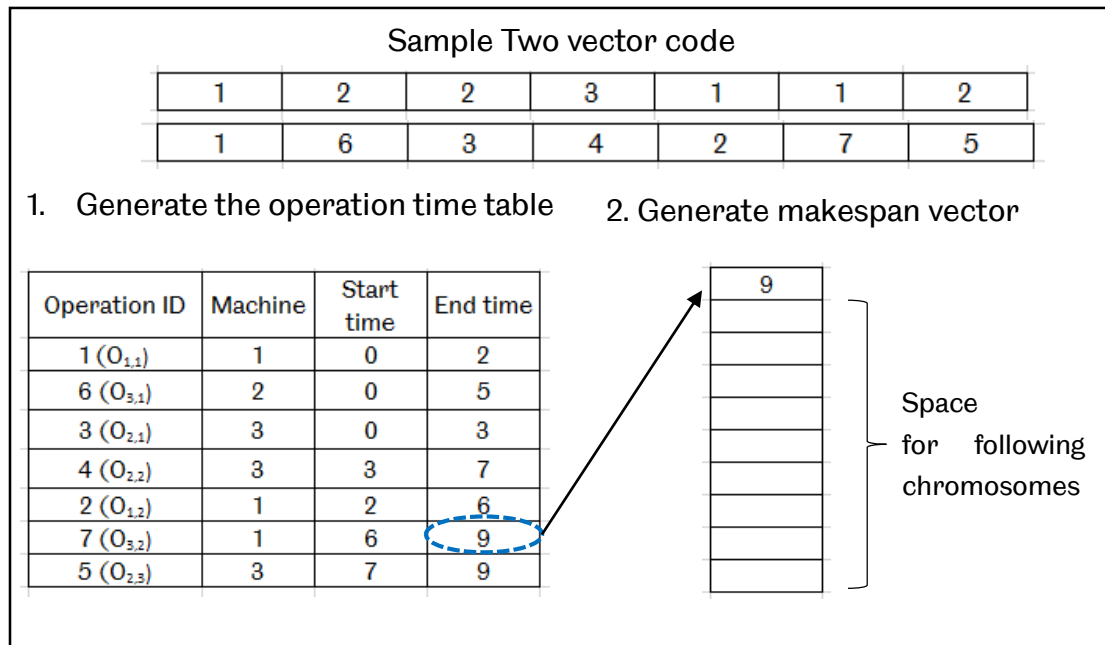 Sample Two vector code
1 2 2 3 1 1 2
1 6 3 4 2 7 5
1. Generate the operation time table
2. Generate makespan vector
Operation ID Machine Start time End time
1 (O₁,₁) 1 0 2
6 (O₃,₁) 2 0 5
3 (O₂,₁) 3 0 3
4 (O₂,₂) 3 3 7
2 (O₁,₂) 1 2 6
7 (O₃,₂) 1 6 9
5 (O₂,₃) 3 7 9
9
Space
for following
chromosomes